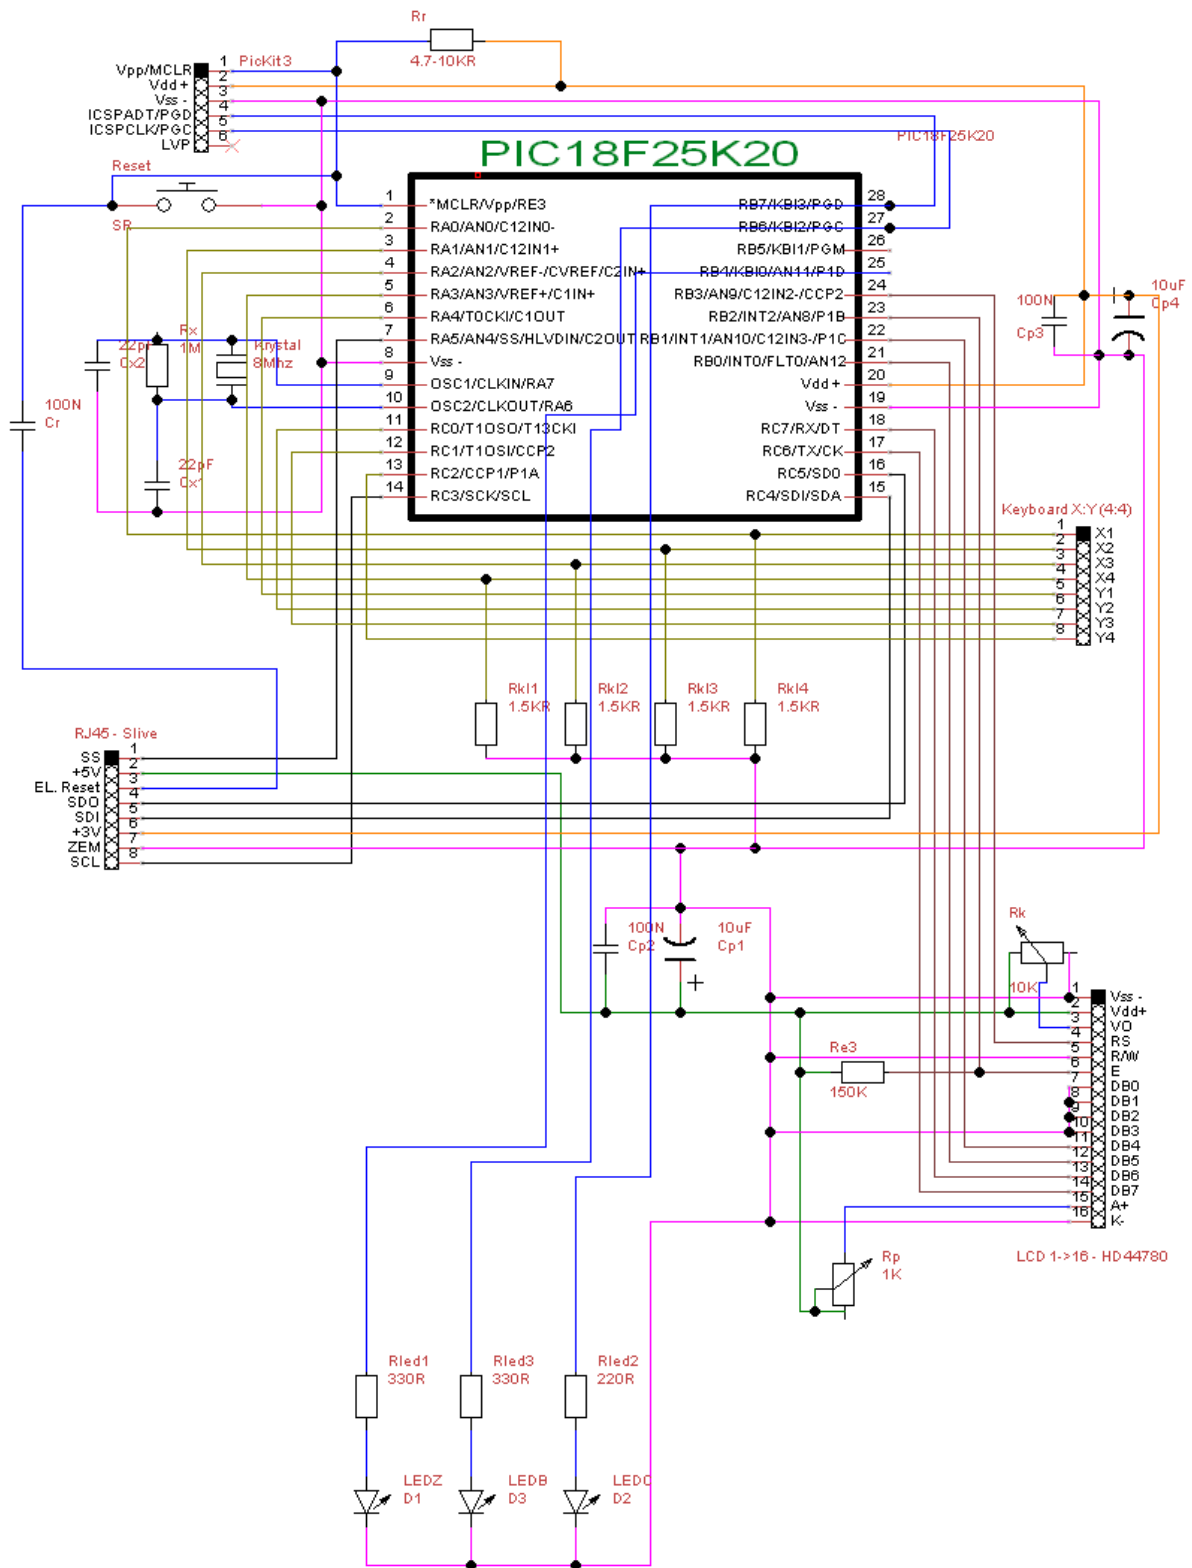 Rr
4.7-10KR
PicKit3
Vpp/MCLR 1
Vdd+ 2
Vss - 3
ICSPADT/PGD 4
ICSPCLK/PGC 5
LVP 6
PIC18F25K20
PIC18F25K20
Reset
SR
1 *MCLR/Vpp/RE3
2 RA0/AN0/C12IN0-
3 RA1/AN1/C12IN1+
4 RA2/AN2/VREF-/CVREF/C2IN+
5 RA3/AN3/VREF+/C1IN+
6 RA4/TOCKI/C1OUT
7 RA5/AN4/SS/HLVDIN/C2OUT
8 Vss -
9 OSC1/CLKIN/RA7
10 OSC2/CLKOUT/RA6
11 RC0/T1OSO/T13CKI
12 RC1/T1OSI/CCP2
13 RC2/CCP1/P1A
14 RC3/SCK/SCL
RB7/KBI3/PGD 28
RB6/KBI2/PGC 27
RB5/KBI1/PGM 26
RB4/KBI0/AN11/P1D 25
RB3/AN9/C12IN2-/CCP2 24
RB2/INT2/AN8/P1B 23
RB1/INT1/AN10/C12IN3-/P1C 22
RB0/INT0/FLT0/AN12 21
Vdd+ 20
Vss - 19
RC7/RX/DT 18
RC6/TX/CK 17
RC5/SD0 16
RC4/SDI/SDA 15
100N
Cp3
10uF
Cp4
Rx
1M
Krystal
8Mhz
22pF
Cx2
100N
Cr
22pF
Cx1
Keyboard X:Y(4:4)
1 X1
2 X2
3 X3
4 X4
5 Y1
6 Y2
7 Y3
8 Y4
Rkl1
1.5KR
Rkl2
1.5KR
Rkl3
1.5KR
Rkl4
1.5KR
RJ45 - Slive
SS 1
+5V 2
EL. Reset 3
SDO 4
SDI 5
+3V 6
ZEM 7
SCL 8
100N
Cp2
10uF
Cp1
Rk
10K
Re3
150K
1 Vss -
2 Vdd+
3 VO
4 RS
5 R/W
6 E
7 DB0
8 DB1
9 DB2
10 DB3
11 DB4
12 DB5
13 DB6
14 DB7
15 A+
16 K-
LCD 1->16 - HD44780
Rp
1K
Rled1
330R
Rled3
330R
Rled2
220R
LEDZ
D1
LEDB
D3
LEDC
D2